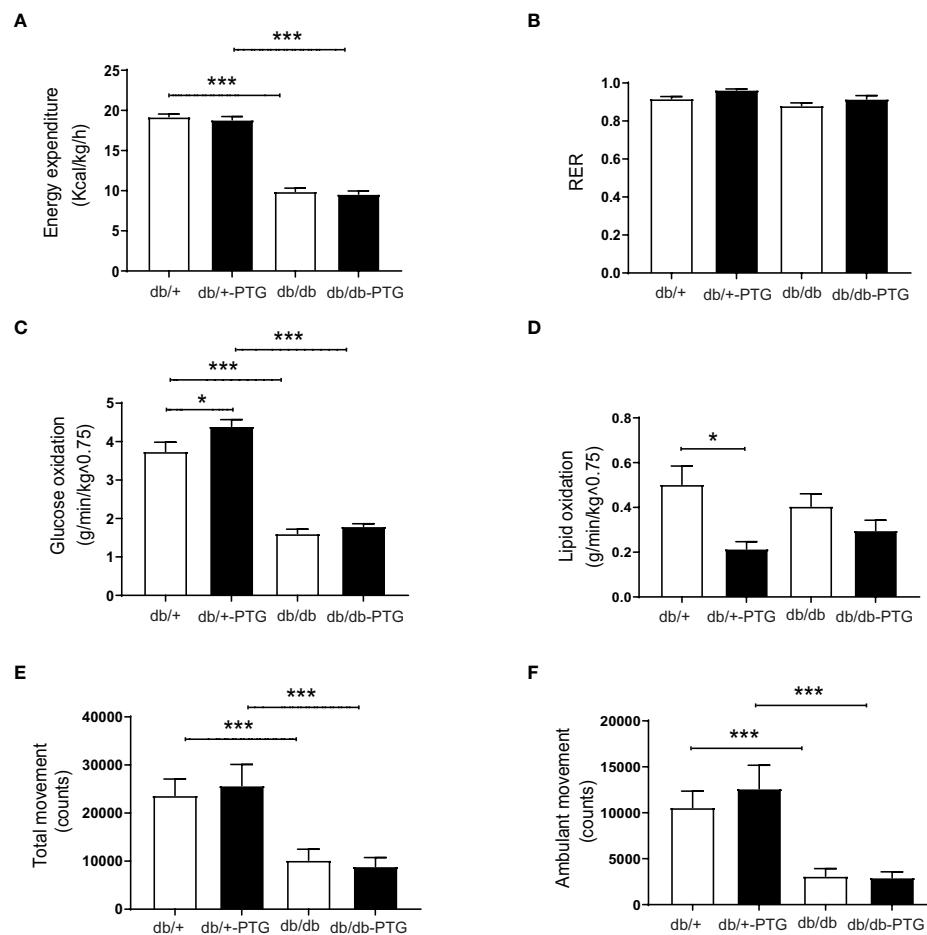 A
***
***
Energy expenditure
(Kcal/kg/h)
25
20
15
10
5
0
db/+ db/+-PTG db/db db/db-PTG
B
RER
1.0
0.8
0.6
0.4
0.2
0.0
db/+ db/+-PTG db/db db/db-PTG
C
***
***
*
Glucose oxidation
(g/min/kg^0.75)
5
4
3
2
1
0
db/+ db/+-PTG db/db db/db-PTG
D
*
Lipid oxidation
(g/min/kg^0.75)
0.8
0.6
0.4
0.2
0.0
db/+ db/+-PTG db/db db/db-PTG
E
***
***
Total movement
(counts)
40000
30000
20000
10000
0
db/+ db/+-PTG db/db db/db-PTG
F
***
***
Ambulant movement
(counts)
20000
15000
10000
5000
0
db/+ db/+-PTG db/db db/db-PTG